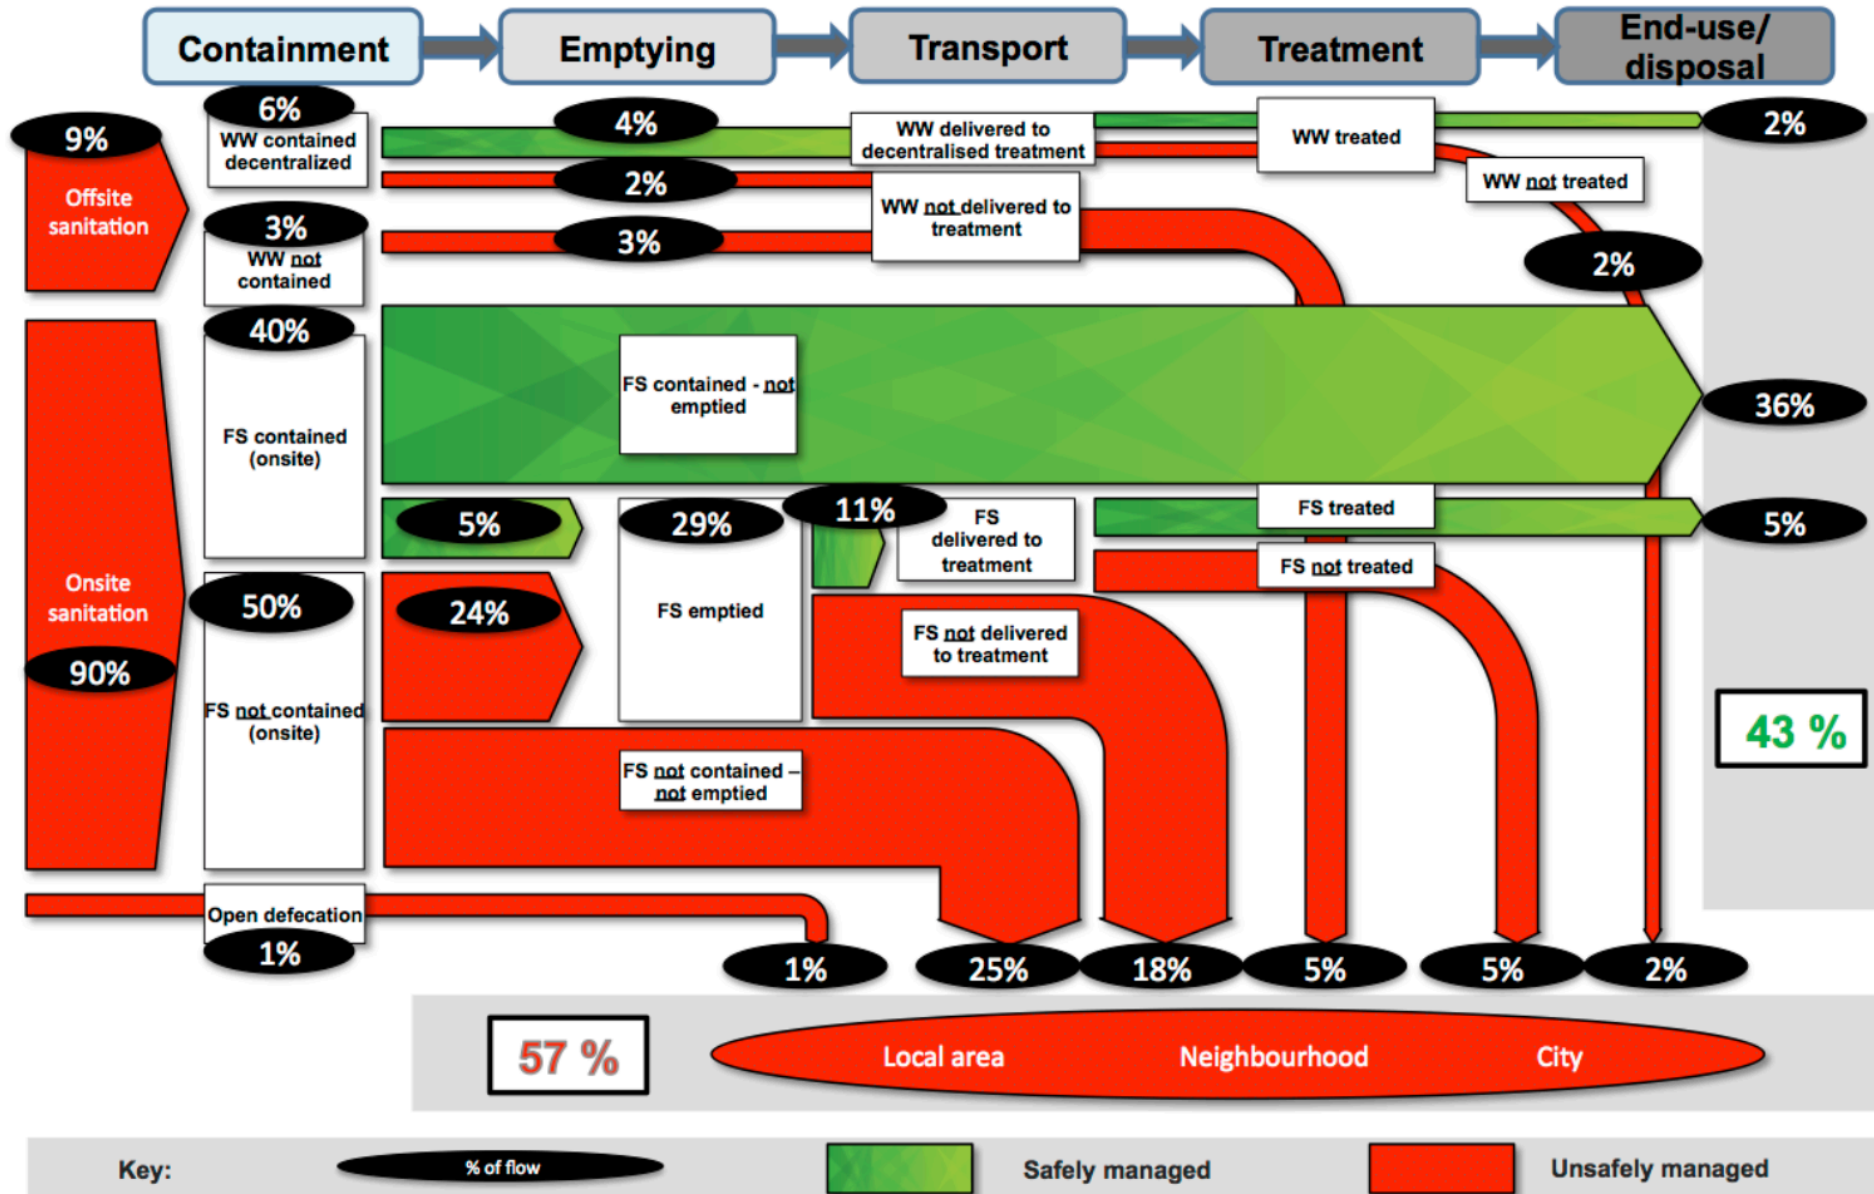 Containment
Emptying
Transport
Treatment
End-use/
disposal
9%
Offsite
sanitation
6%
WW contained
decentralized
4%
WW delivered to
decentralised treatment
WW treated
2%
2%
WW not delivered to
treatment
WW not treated
3%
WW not
contained
3%
2%
40%
FS contained
(onsite)
FS contained - not
emptied
36%
5%
29%
FS emptied
11%
FS
delivered to
treatment
FS treated
5%
FS not treated
Onsite
sanitation
90%
50%
FS not contained
(onsite)
24%
FS not delivered
to treatment
43 %
FS not contained –
not emptied
Open defecation
1%
1%
25%
18%
5%
5%
2%
57 %
Local area
Neighbourhood
City
Key:
% of flow
Safely managed
Unsafely managed